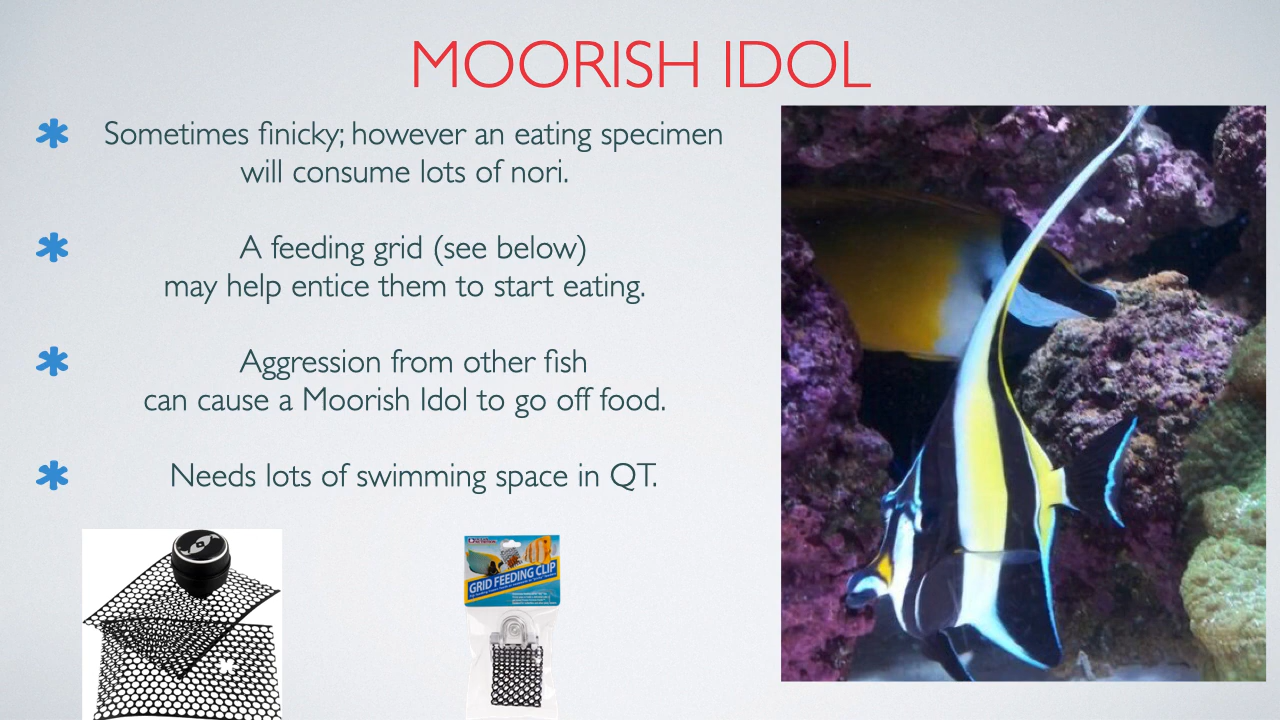 MOORISH IDOL
Sometimes finicky; however an eating specimen
will consume lots of nori.
A feeding grid (see below)
may help entice them to start eating.
Aggression from other fish
can cause a Moorish Idol to go off food.
Needs lots of swimming space in QT.
GRID FEEDING CLIP